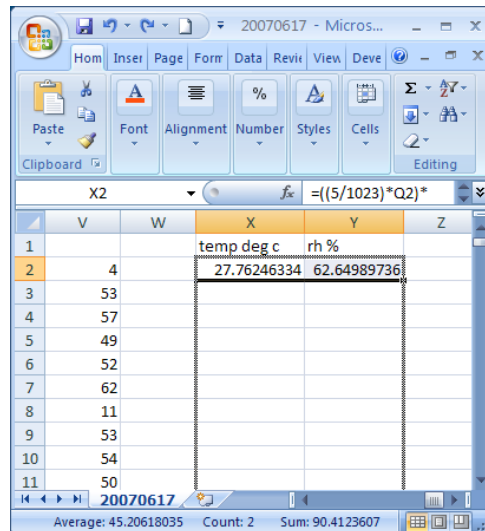 20070617 - Micros...
Hom Inser Page Form Data Revie View Deve
Paste Font Alignment Number Styles Cells
Clipboard Editing
X2 fx =((5/1023)*Q2)*
V W X Y Z
1 temp deg c rh %
2 4 27.76246334 62.64989736
3 53
4 57
5 49
6 52
7 62
8 11
9 53
10 54
11 50
20070617
Average: 45.20618035 Count: 2 Sum: 90.4123607